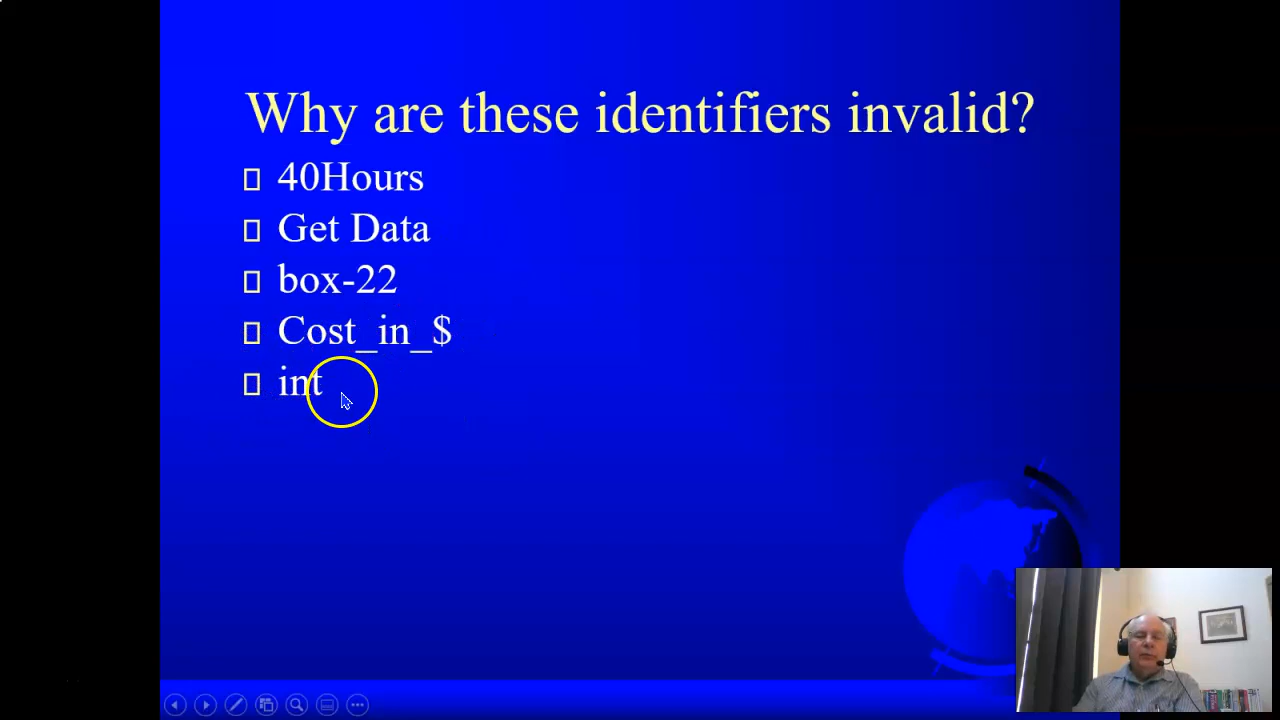 Why are these identifiers invalid?
40Hours
Get Data
box-22
Cost_in_$
int